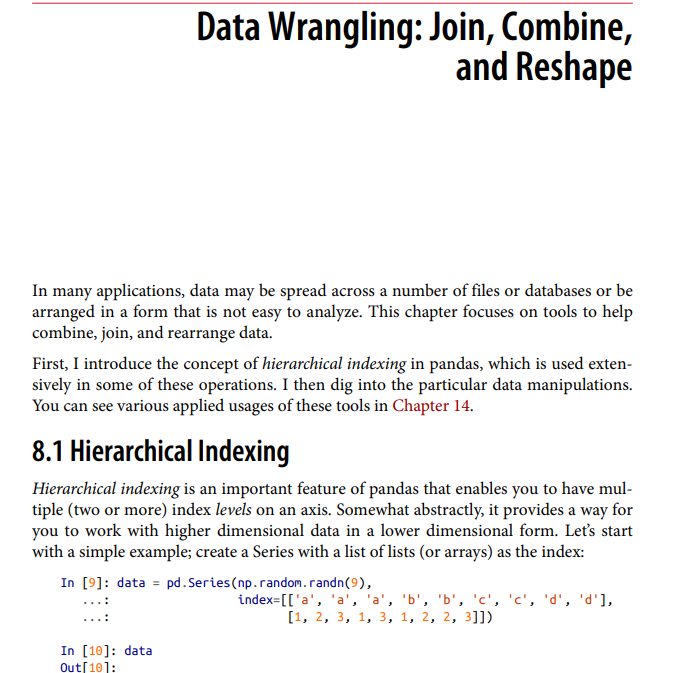 Data Wrangling: Join, Combine,
and Reshape
In many applications, data may be spread across a number of files or databases or be
arranged in a form that is not easy to analyze. This chapter focuses on tools to help
combine, join, and rearrange data.
First, I introduce the concept of hierarchical indexing in pandas, which is used exten-
sively in some of these operations. I then dig into the particular data manipulations.
You can see various applied usages of these tools in Chapter 14.
8.1 Hierarchical Indexing
Hierarchical indexing is an important feature of pandas that enables you to have mul-
tiple (two or more) index levels on an axis. Somewhat abstractly, it provides a way for
you to work with higher dimensional data in a lower dimensional form. Let’s start
with a simple example; create a Series with a list of lists (or arrays) as the index:
In [9]: data = pd.Series(np.random.randn(9),
...: index=[['a', 'a', 'a', 'b', 'b', 'c', 'c', 'd', 'd'],
...: [1, 2, 3, 1, 3, 1, 2, 2, 3]])
In [10]: data
Out[10]: